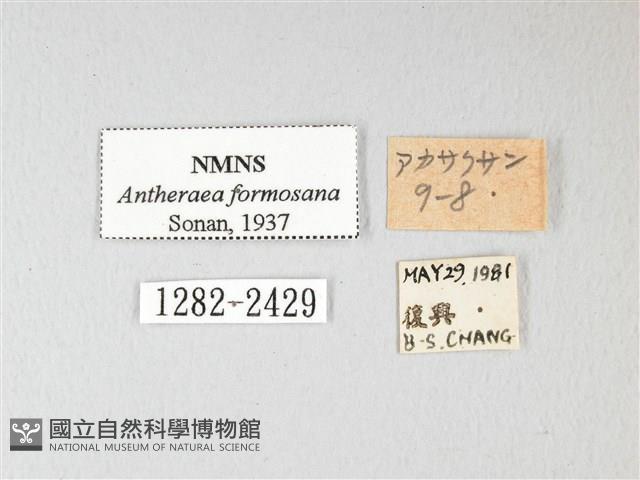 NMNS
Antheraea formosana
Sonan, 1937
アカサクサン
9-8.
1282-2429
MAY 29, 1981
復興.
B-S. CHANG
國立自然科學博物館
NATIONAL MUSEUM OF NATURAL SCIENCE